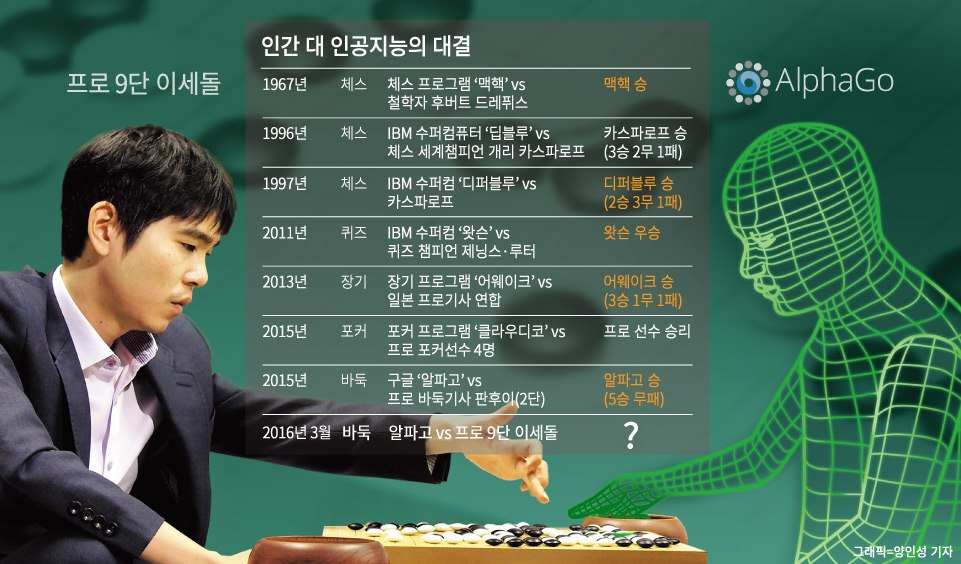 인간 대 인공지능의 대결
프로 9단 이세돌
AlphaGo
1967년 체스 체스 프로그램 ‘맥핵’ vs 맥핵 승
철학자 후버트 드레퓌스
1996년 체스 IBM 수퍼컴퓨터 ‘딥블루’ vs 카스파로프 승
체스 세계챔피언 개리 카스파로프 (3승 2무 1패)
1997년 체스 IBM 수퍼컴 ‘디퍼블루’ vs 디퍼블루 승
카스파로프 (2승 3무 1패)
2011년 퀴즈 IBM 수퍼컴 ‘왓슨’ vs 왓슨 우승
퀴즈 챔피언 제닝스·루터
2013년 장기 장기 프로그램 ‘어웨이크’ vs 어웨이크 승
일본 프로기사 연합 (3승 1무 1패)
2015년 포커 포커 프로그램 ‘클라우디코’ vs 프로 선수 승리
프로 포커선수 4명
2015년 바둑 구글 ‘알파고’ vs 알파고 승
프로 바둑기사 판후이(2단) (5승 무패)
2016년 3월 바둑 알파고 vs 프로 9단 이세돌 ?
그래픽=양인성 기자